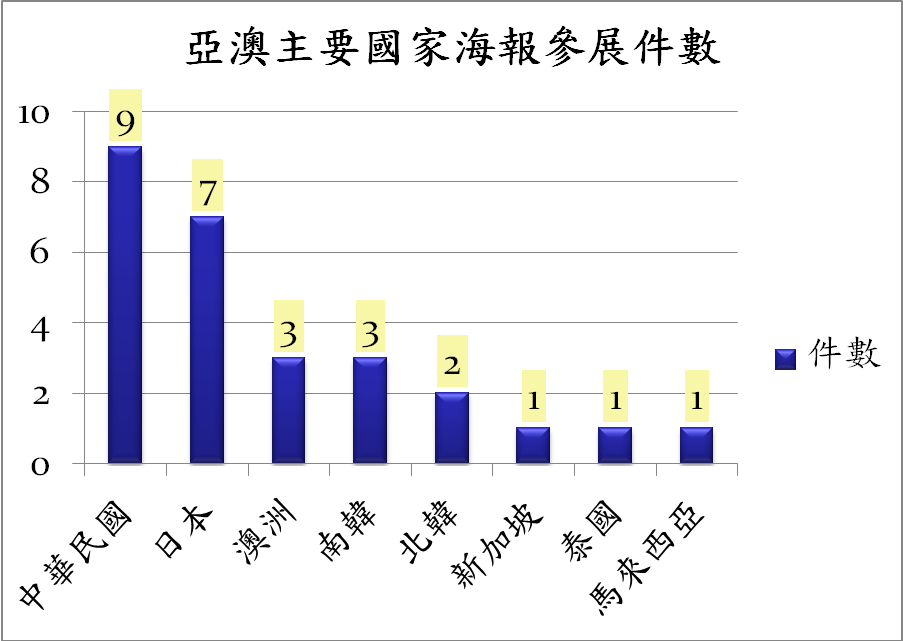 亞澳主要國家海報參展件數
10
8
6
4
2
0
9
7
3
3
2
1
1
1
中華民國
日本
澳洲
南韓
北韓
新加坡
泰國
馬來西亞
件數